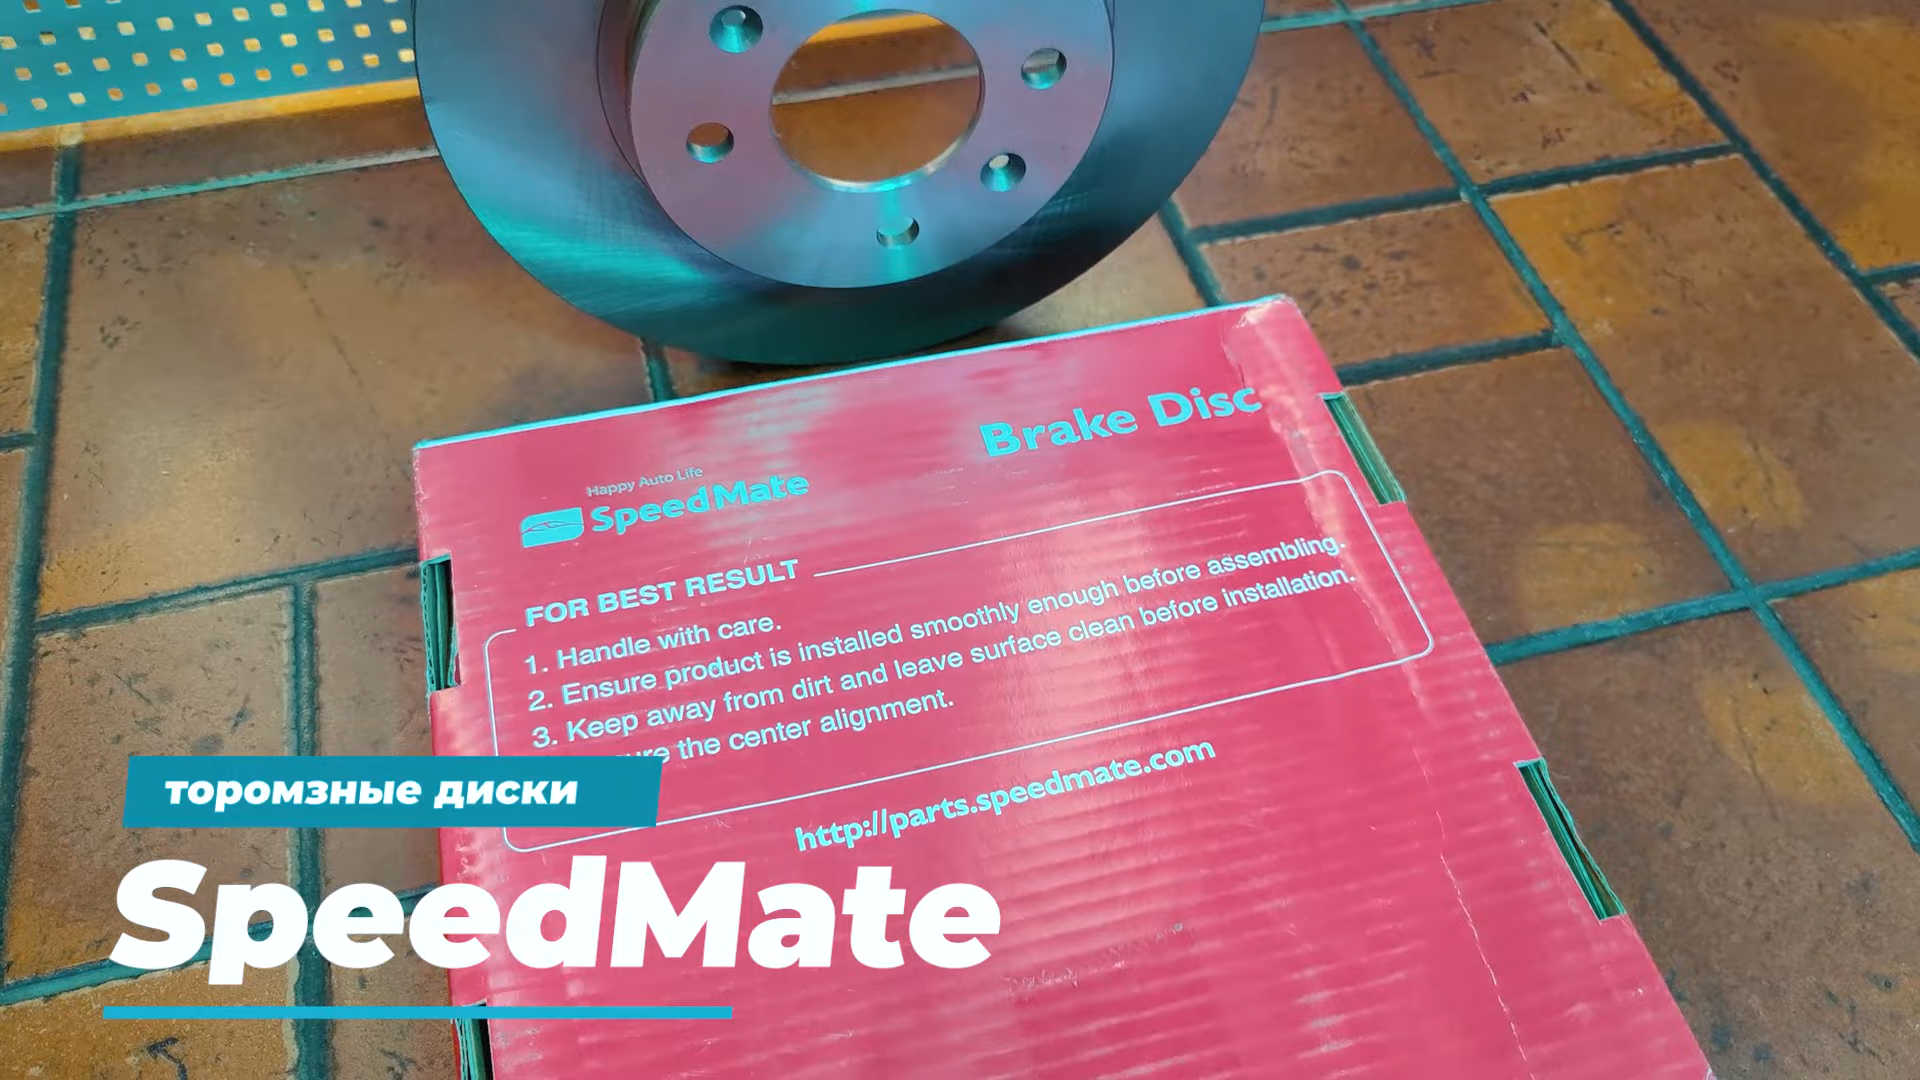 Brake Disc
Happy Auto Life
SpeedMate
FOR BEST RESULT
1. Handle with care.
2. Ensure product is installed smoothly enough before assembling.
3. Keep away from dirt and leave surface clean before installation.
the center alignment.
http://parts.speedmate.com
торомзные диски
SpeedMate